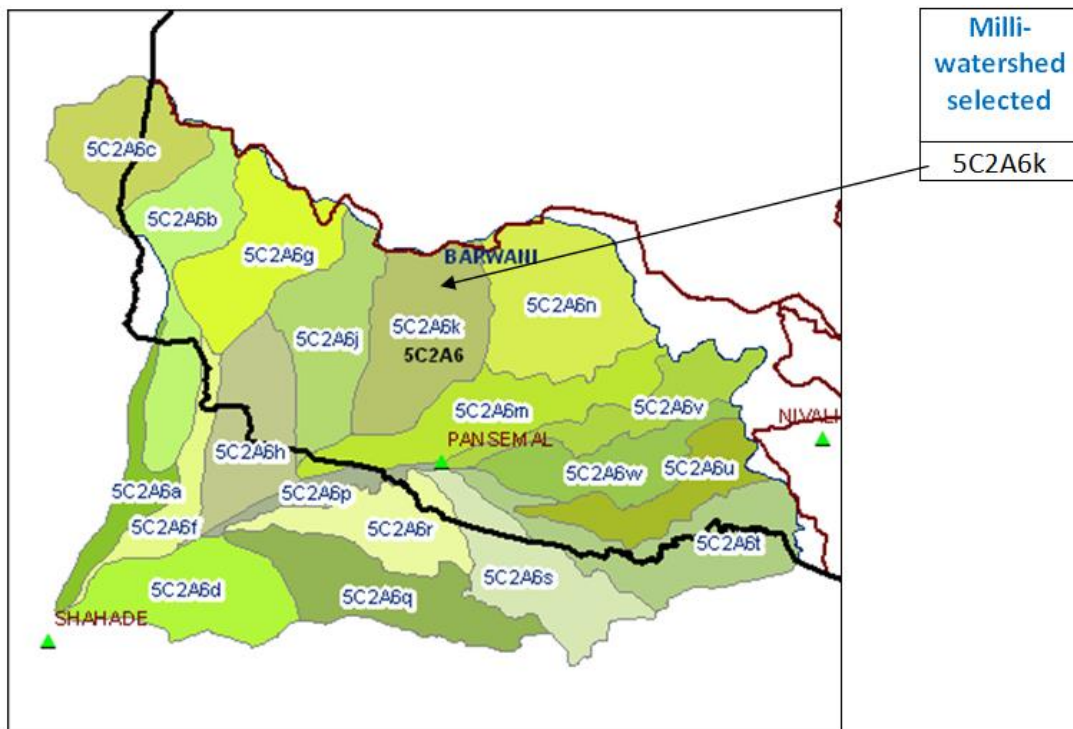 Milli-
watershed
selected
5C2A6k
5C2A6c
5C2A6b
5C2A6g
BARWANI
5C2A6n
5C2A6j
5C2A6k
5C2A6
5C2A6m
5C2A6v
NIVALI
PANSEMAL
5C2A6h
5C2A6w
5C2A6u
5C2A6a
5C2A6p
5C2A6f
5C2A6r
5C2A6t
5C2A6s
5C2A6d
5C2A6q
SHAHADE